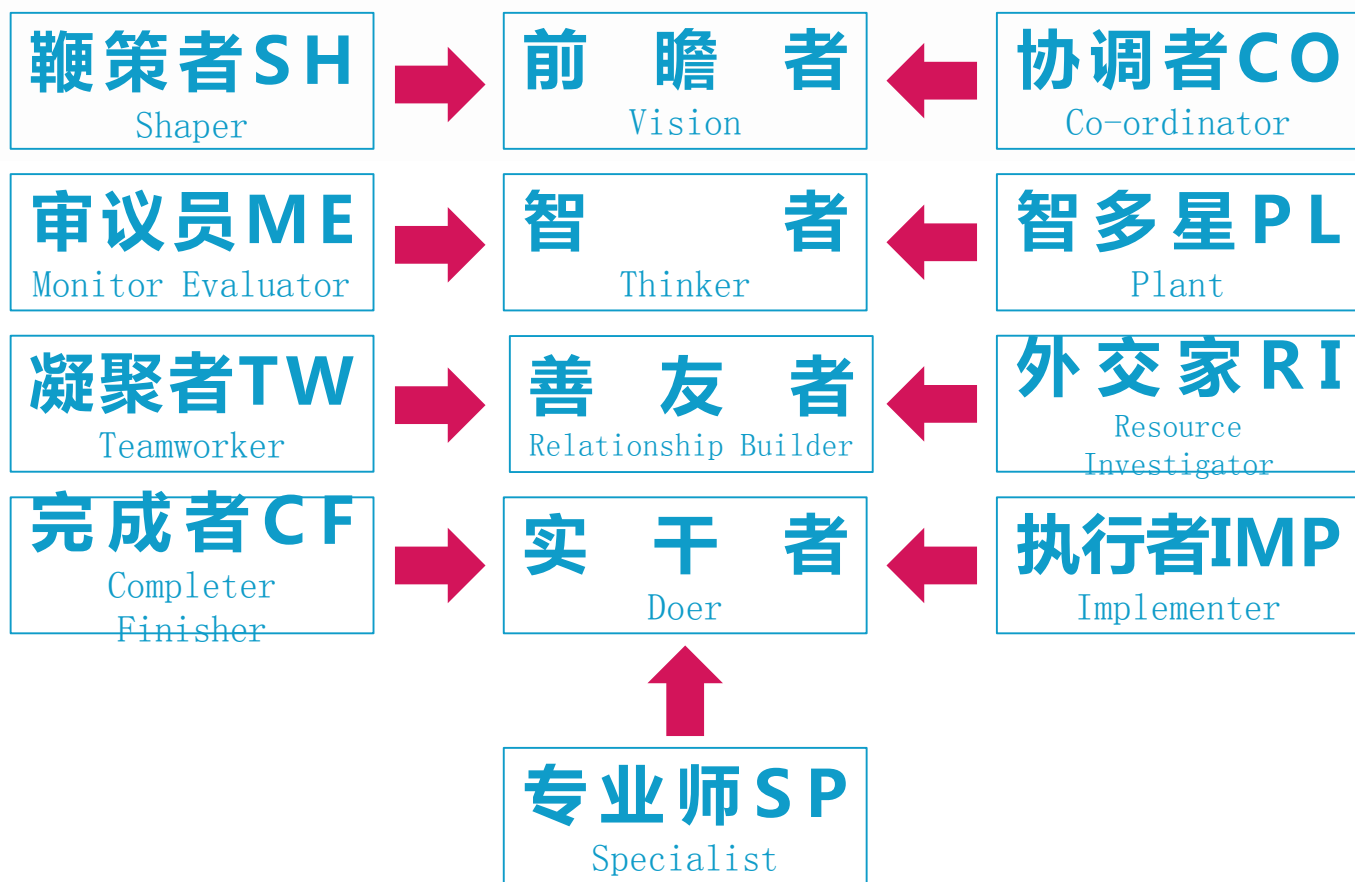 鞭策者SH
Shaper
前瞻者
Vision
协调者CO
Co-ordinator
审议员ME
Monitor Evaluator
智者
Thinker
智多星PL
Plant
凝聚者TW
Teamworker
善友者
Relationship Builder
外交家RI
Resource
Investigator
完成者CF
Completer
Finisher
实干者
Doer
执行者IMP
Implementer
专业师SP
Specialist